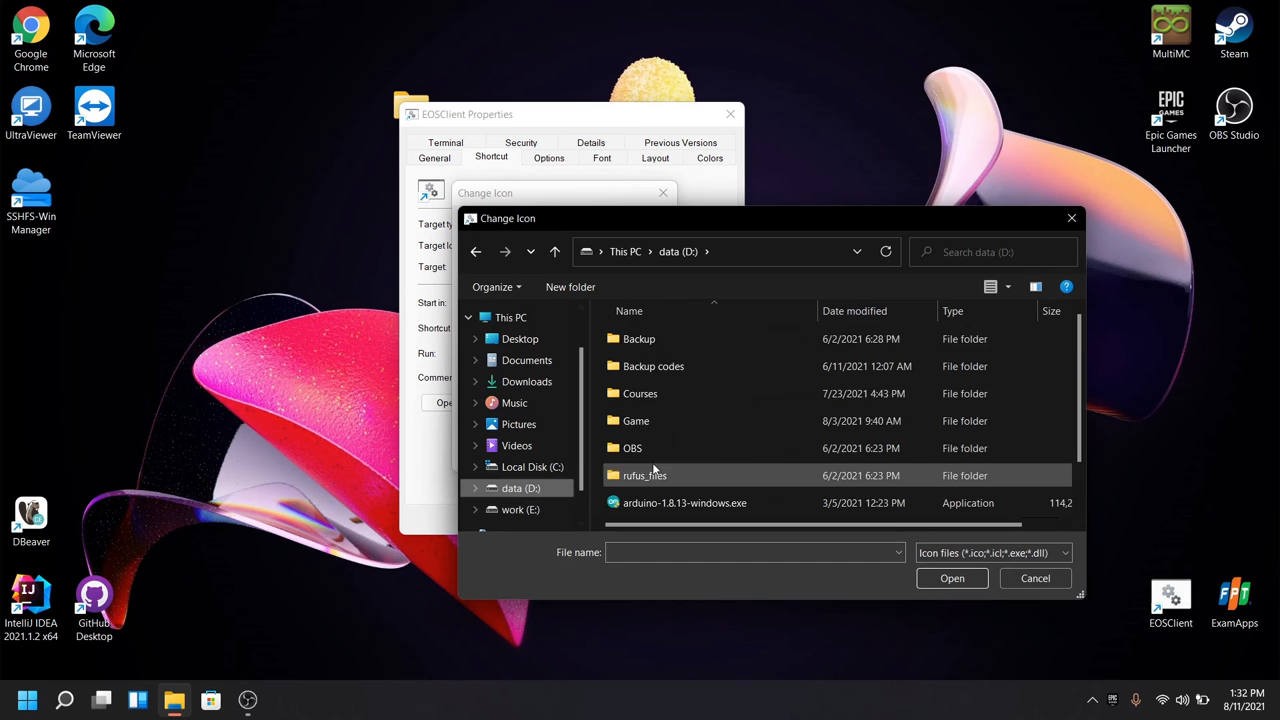 Google
Chrome
Microsoft
Edge
UltraViewer
TeamViewer
SSHFS-Win
Manager
DBeaver
IntelliJ IDEA
2021.1.2 x64
GitHub
Desktop
MultiMC
Steam
Epic Games
Launcher
OBS Studio
EOSClient
ExamApps
EOSClient Properties
Terminal
Security
Details
Previous Versions
General
Shortcut
Options
Font
Layout
Colors
Change Icon
Target ty
Target lo
Target:
Start in:
Shortcut
Run:
Comme
Ope
Change Icon
This PC
data (D:)
Search data (D:)
Organize
New folder
Name
Date modified
Type
Size
This PC
Desktop
Documents
Downloads
Music
Pictures
Videos
Local Disk (C:)
data (D:)
work (E:)
Backup 6/2/2021 6:28 PM File folder
Backup codes 6/11/2021 12:07 AM File folder
Courses 7/23/2021 4:43 PM File folder
Game 8/3/2021 9:40 AM File folder
OBS 6/2/2021 6:23 PM File folder
rufus_files 6/2/2021 6:23 PM File folder
arduino-1.8.13-windows.exe 3/5/2021 12:23 PM Application 114,2
File name:
Icon files (*.ico;*.icl;*.exe;*.dll)
Open
Cancel
1:32 PM
8/11/2021